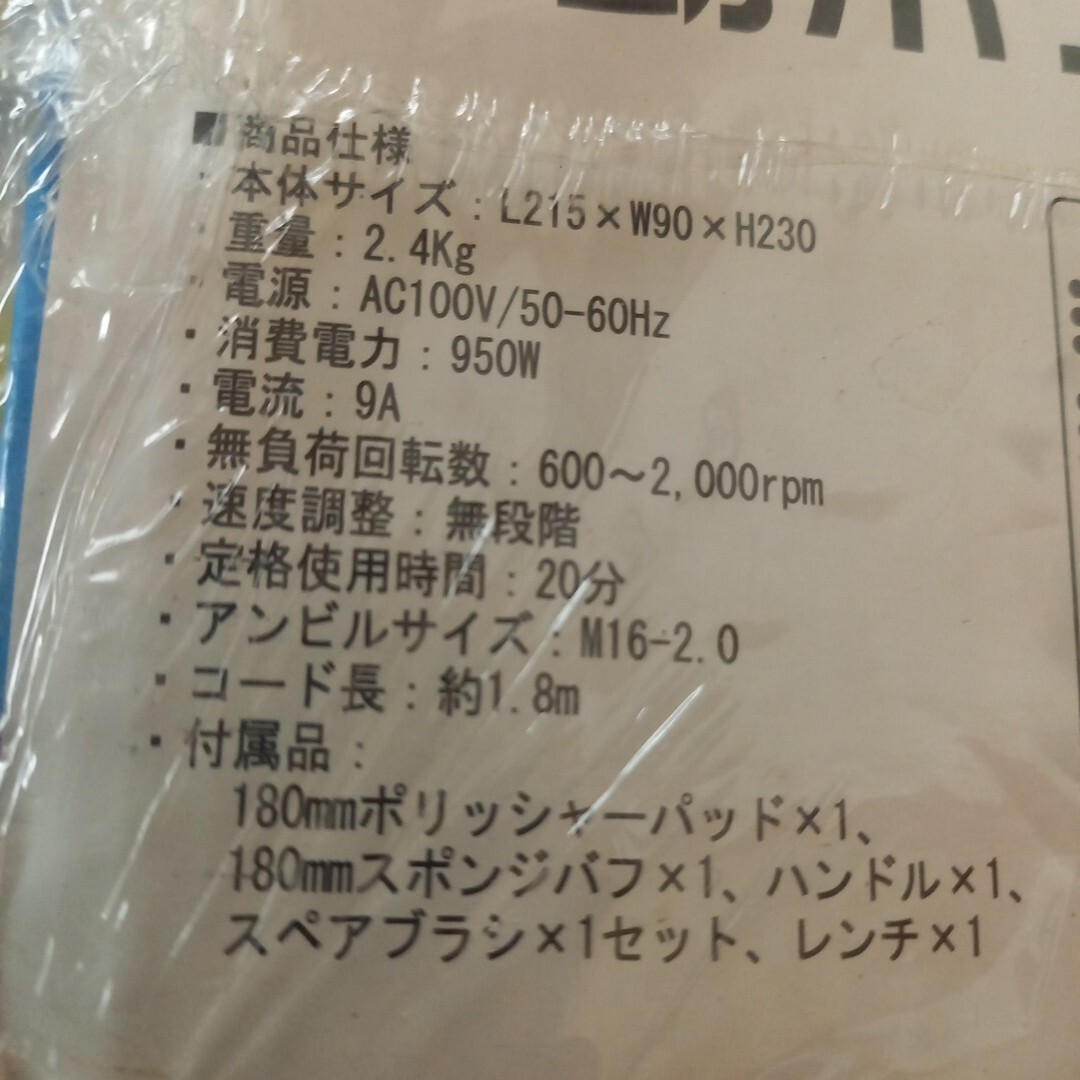 ■商品仕様
・本体サイズ：L215×W90×H230
・重量：2.4Kg
・電源：AC100V/50-60Hz
・消費電力：950W
・電流：9A
・無負荷回転数：600～2,000rpm
・速度調整：無段階
・定格使用時間：20分
・アンビルサイズ：M16-2.0
・コード長：約1.8m
・付属品：
180mmポリッシャーパッド×1、
180mmスポンジバフ×1、ハンドル×1、
スペアブラシ×1セット、レンチ×1